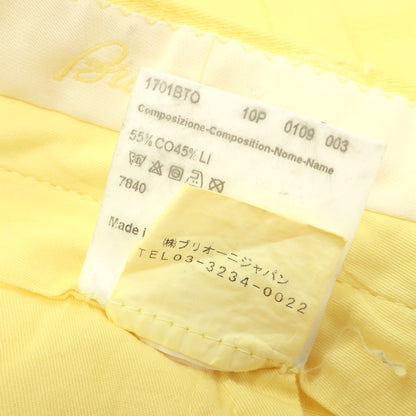 1701BTO 10P 0109 003
Composizione-Composition-Nome-Name
55%CO45%LI
7840
Made i
㈱ブリオーニジャパン
TEL03-3234-0022